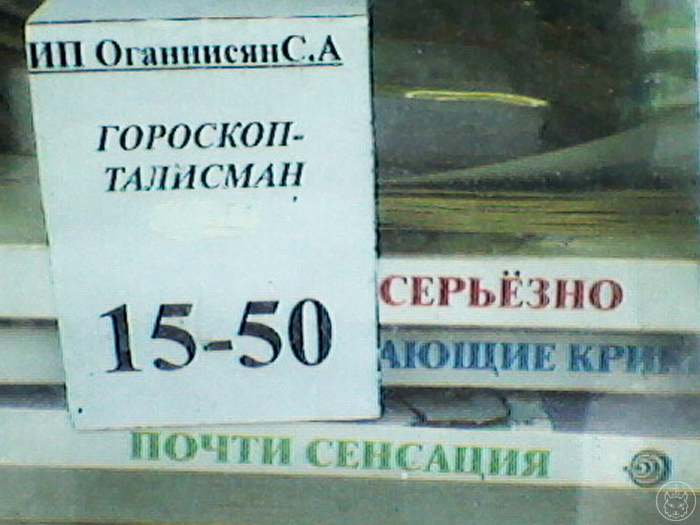 ИП ОганнисянС.А
ГОРОСКОП-
ТАЛИСМАН
15-50
СЕРЬЁЗНО
АЮЩИЕ КРИ
ПОЧТИ СЕНСАЦИЯ